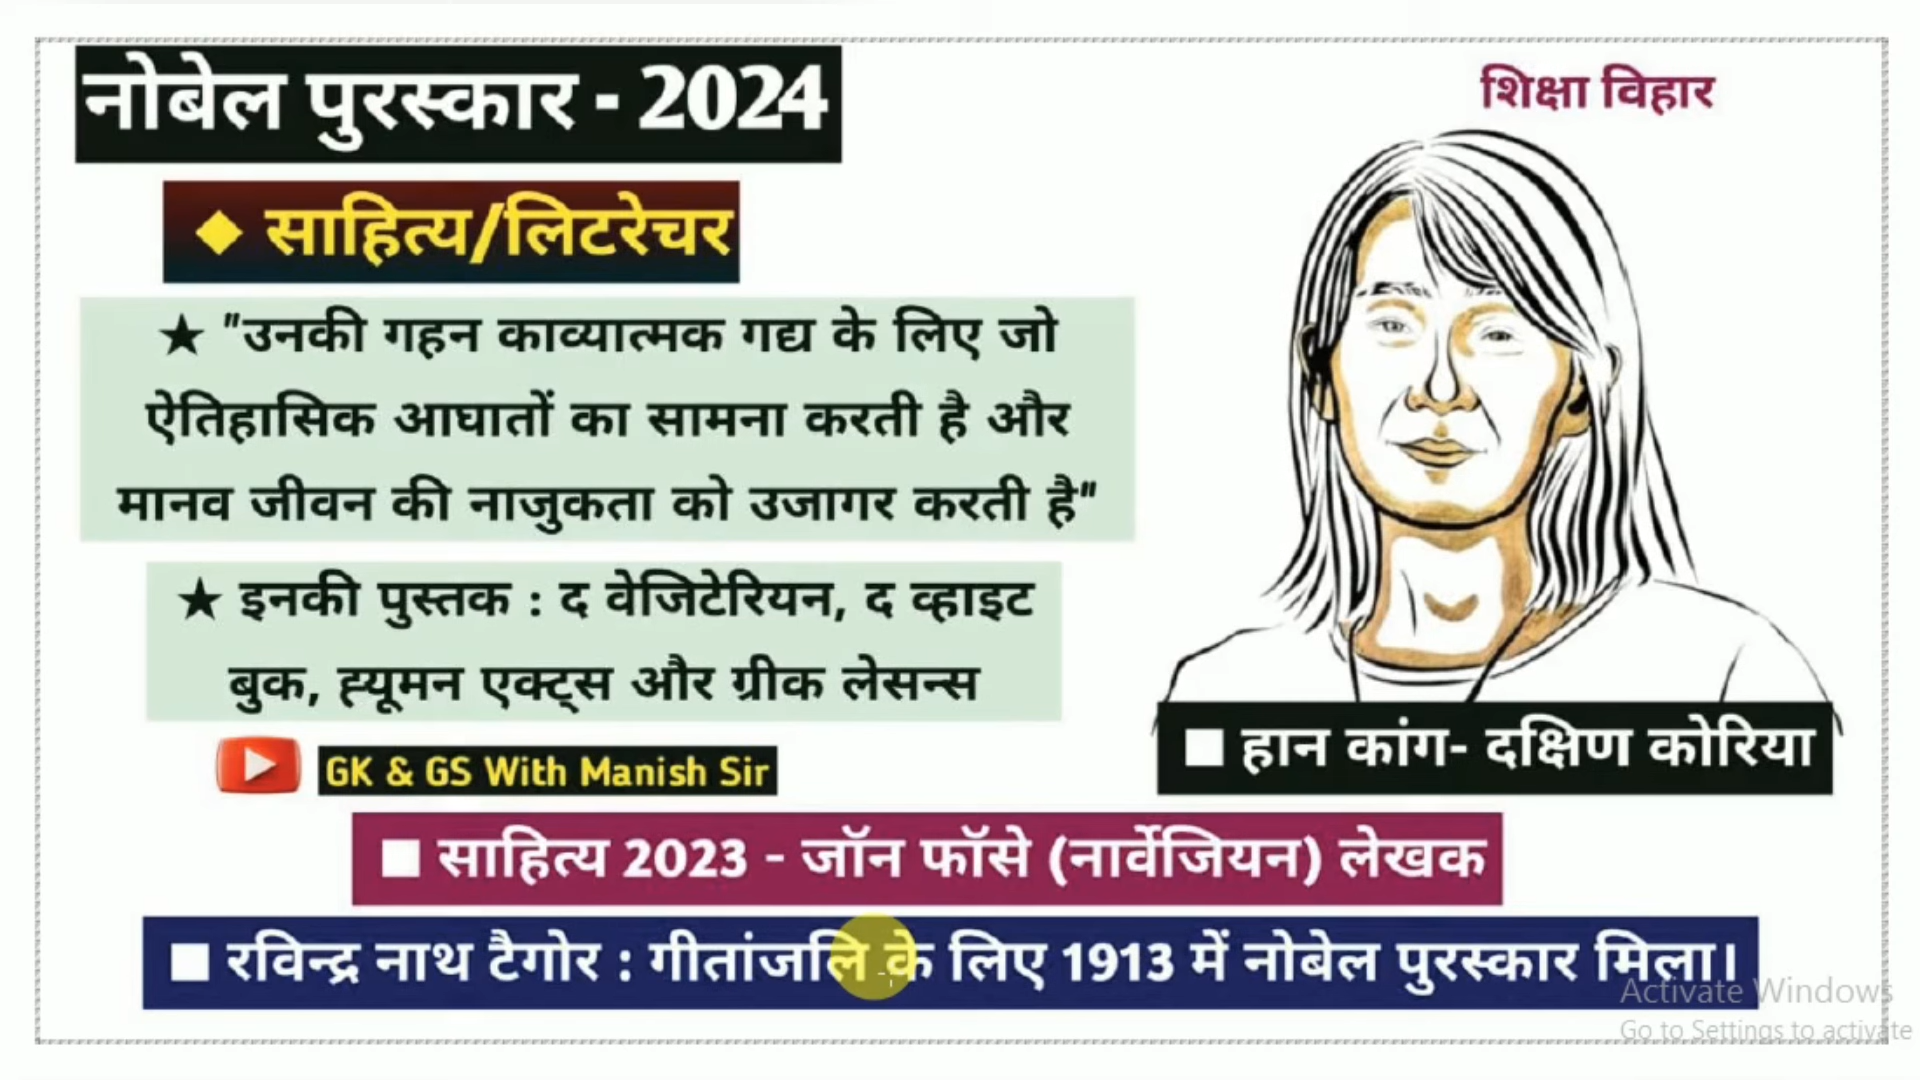 नोबेल पुरस्कार - 2024
शिक्षा विहार
◆ साहित्य/लिटरेचर
★ "उनकी गहन काव्यात्मक गद्य के लिए जो
ऐतिहासिक आघातों का सामना करती है और
मानव जीवन की नाजुकता को उजागर करती है"
★ इनकी पुस्तक : द वेजिटेरियन, द व्हाइट
बुक, ह्यूमन एक्ट्स और ग्रीक लेसन्स
■ हान कांग- दक्षिण कोरिया
GK & GS With Manish Sir
■ साहित्य 2023 - जॉन फॉसे (नार्वेजियन) लेखक
■ रविन्द्र नाथ टैगोर : गीतांजलि के लिए 1913 में नोबेल पुरस्कार मिला।
Activate Windows
Go to Settings to activate